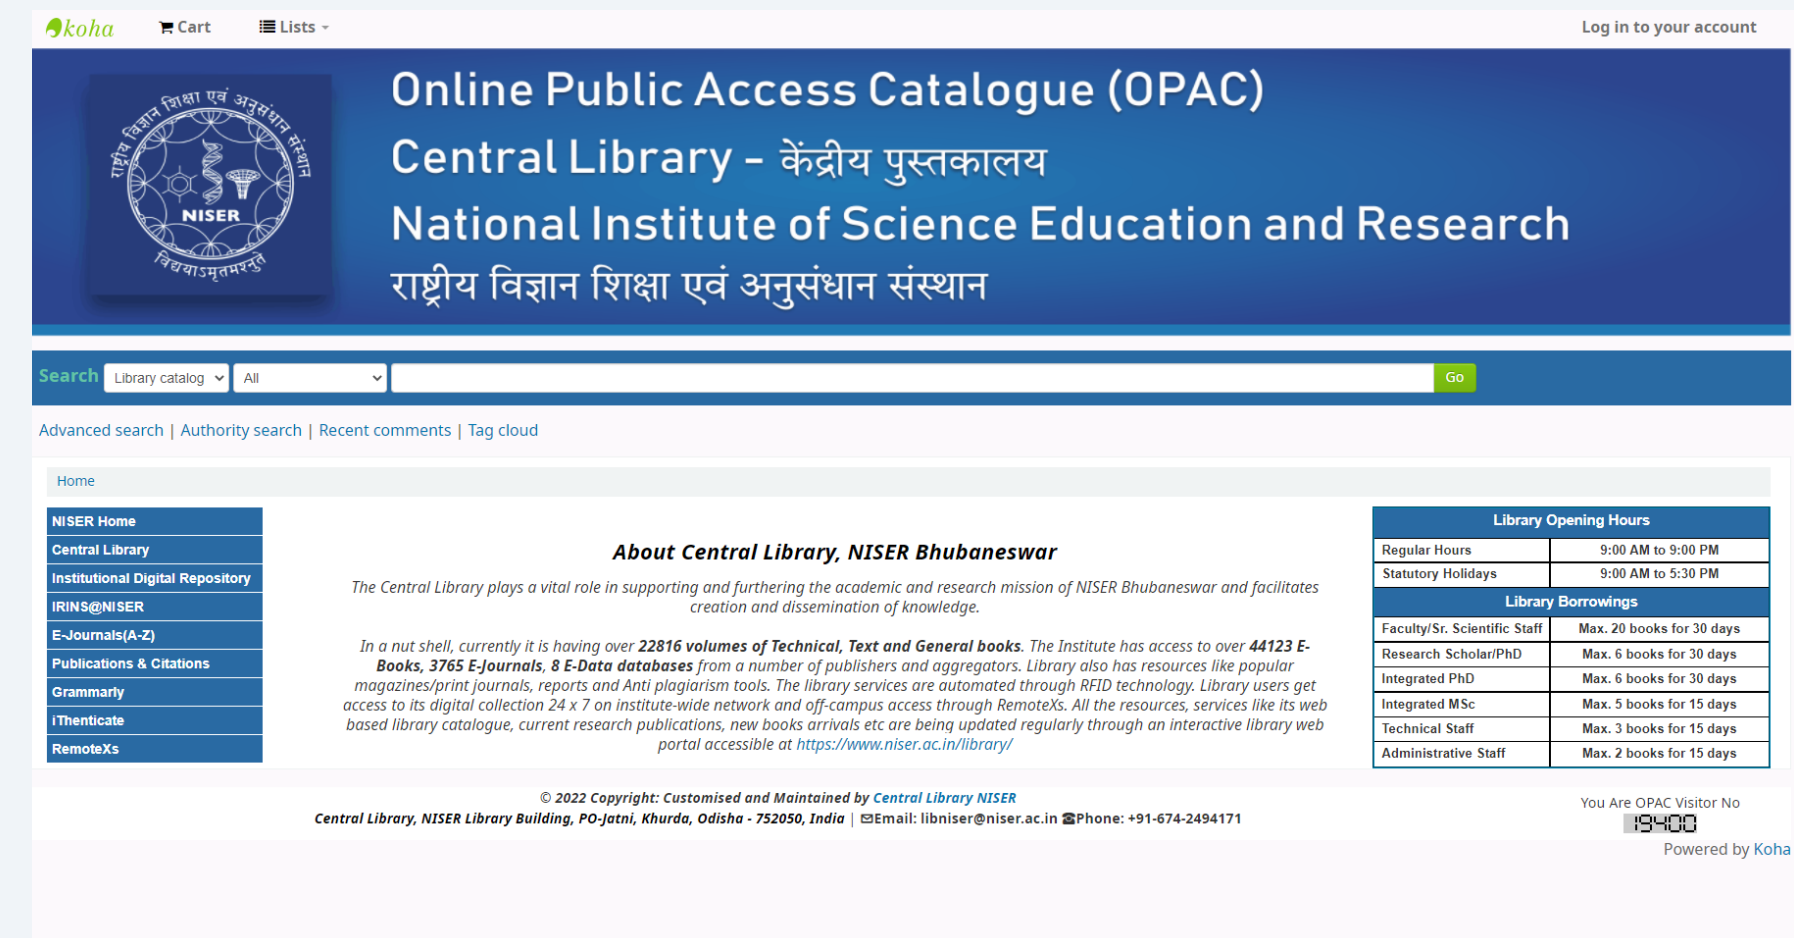 koha Cart Lists Log in to your account
Online Public Access Catalogue (OPAC)
Central Library - केंद्रीय पुस्तकालय
National Institute of Science Education and Research
राष्ट्रीय विज्ञान शिक्षा एवं अनुसंधान संस्थान
राष्ट्रीय विज्ञान शिक्षा एवं अनुसंधान संस्थान
NISER
विद्ययाऽमृतमश्नुते
Search Library catalog All Go
Advanced search | Authority search | Recent comments | Tag cloud
Home
NISER Home
Central Library
Institutional Digital Repository
IRINS@NISER
E-Journals(A-Z)
Publications & Citations
Grammarly
iThenticate
RemoteXs
About Central Library, NISER Bhubaneswar
The Central Library plays a vital role in supporting and furthering the academic and research mission of NISER Bhubaneswar and facilitates
creation and dissemination of knowledge.
In a nut shell, currently it is having over 22816 volumes of Technical, Text and General books. The Institute has access to over 44123 E-
Books, 3765 E-Journals, 8 E-Data databases from a number of publishers and aggregators. Library also has resources like popular
magazines/print journals, reports and Anti plagiarism tools. The library services are automated through RFID technology. Library users get
access to its digital collection 24 x 7 on institute-wide network and off-campus access through RemoteXs. All the resources, services like its web
based library catalogue, current research publications, new books arrivals etc are being updated regularly through an interactive library web
portal accessible at https://www.niser.ac.in/library/
Library Opening Hours
Regular Hours 9:00 AM to 9:00 PM
Statutory Holidays 9:00 AM to 5:30 PM
Library Borrowings
Faculty/Sr. Scientific Staff Max. 20 books for 30 days
Research Scholar/PhD Max. 6 books for 30 days
Integrated PhD Max. 6 books for 30 days
Integrated MSc Max. 5 books for 15 days
Technical Staff Max. 3 books for 15 days
Administrative Staff Max. 2 books for 15 days
© 2022 Copyright: Customised and Maintained by Central Library NISER
Central Library, NISER Library Building, PO-Jatni, Khurda, Odisha - 752050, India | Email: libniser@niser.ac.in Phone: +91-674-2494171
You Are OPAC Visitor No
19400
Powered by Koha